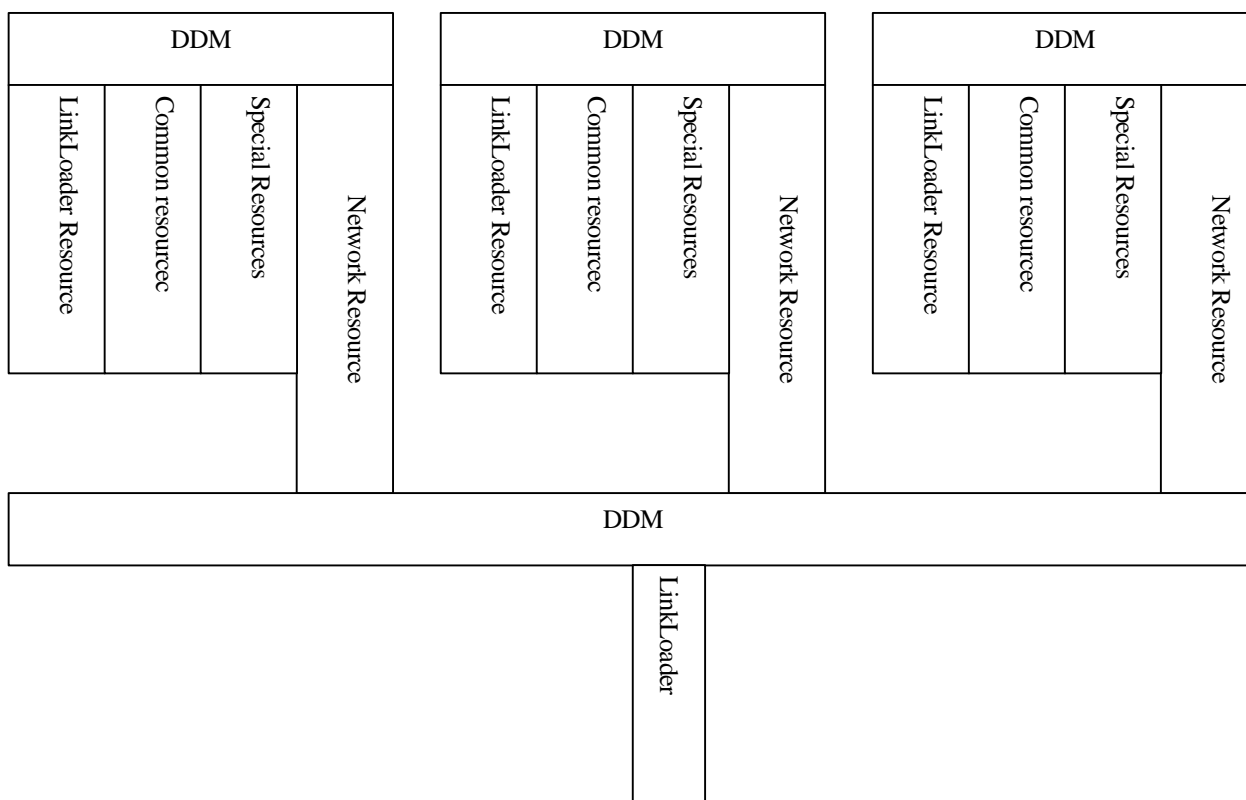 DDM
LinkLoader Resource
Common resourcec
Special Resources
Network Resource
DDM
LinkLoader Resource
Common resourcec
Special Resources
Network Resource
DDM
LinkLoader Resource
Common resourcec
Special Resources
Network Resource
DDM
LinkLoader